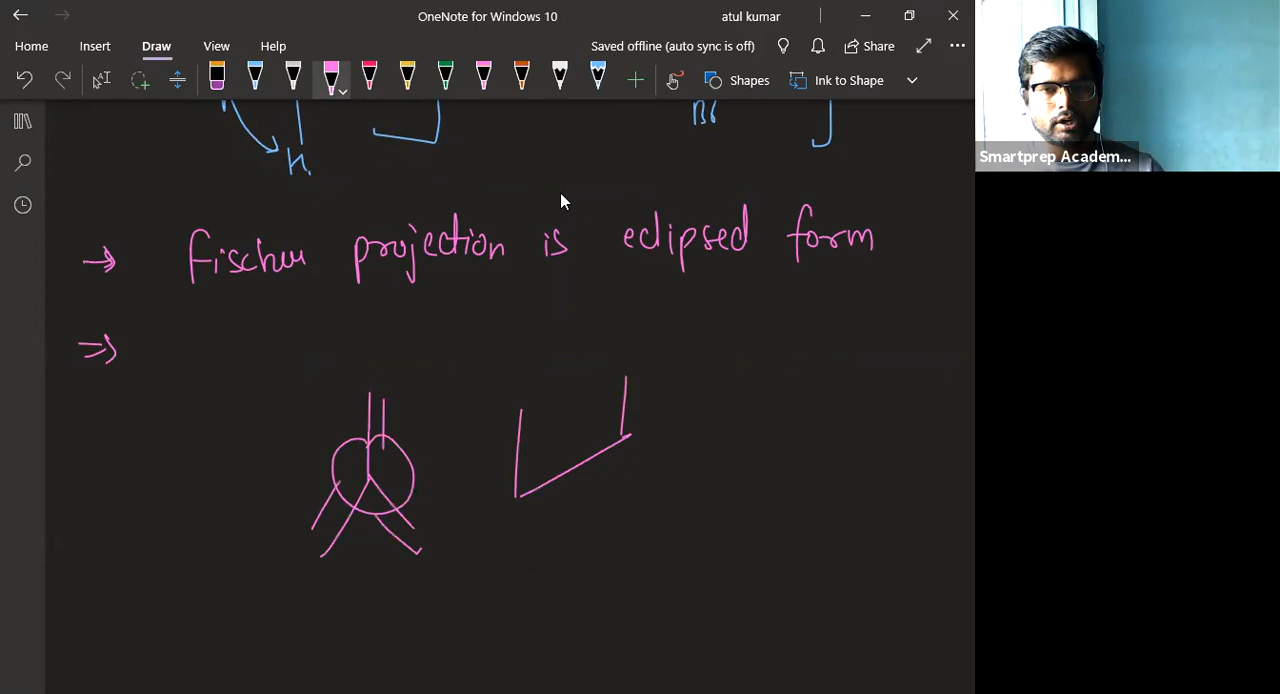 OneNote for Windows 10
atul kumar
Home Insert Draw View Help
Saved offline (auto sync is off) Share
Shapes Ink to Shape
Smartprep Academ...
Br
H
→ Fischer projection is eclipsed form
⇒